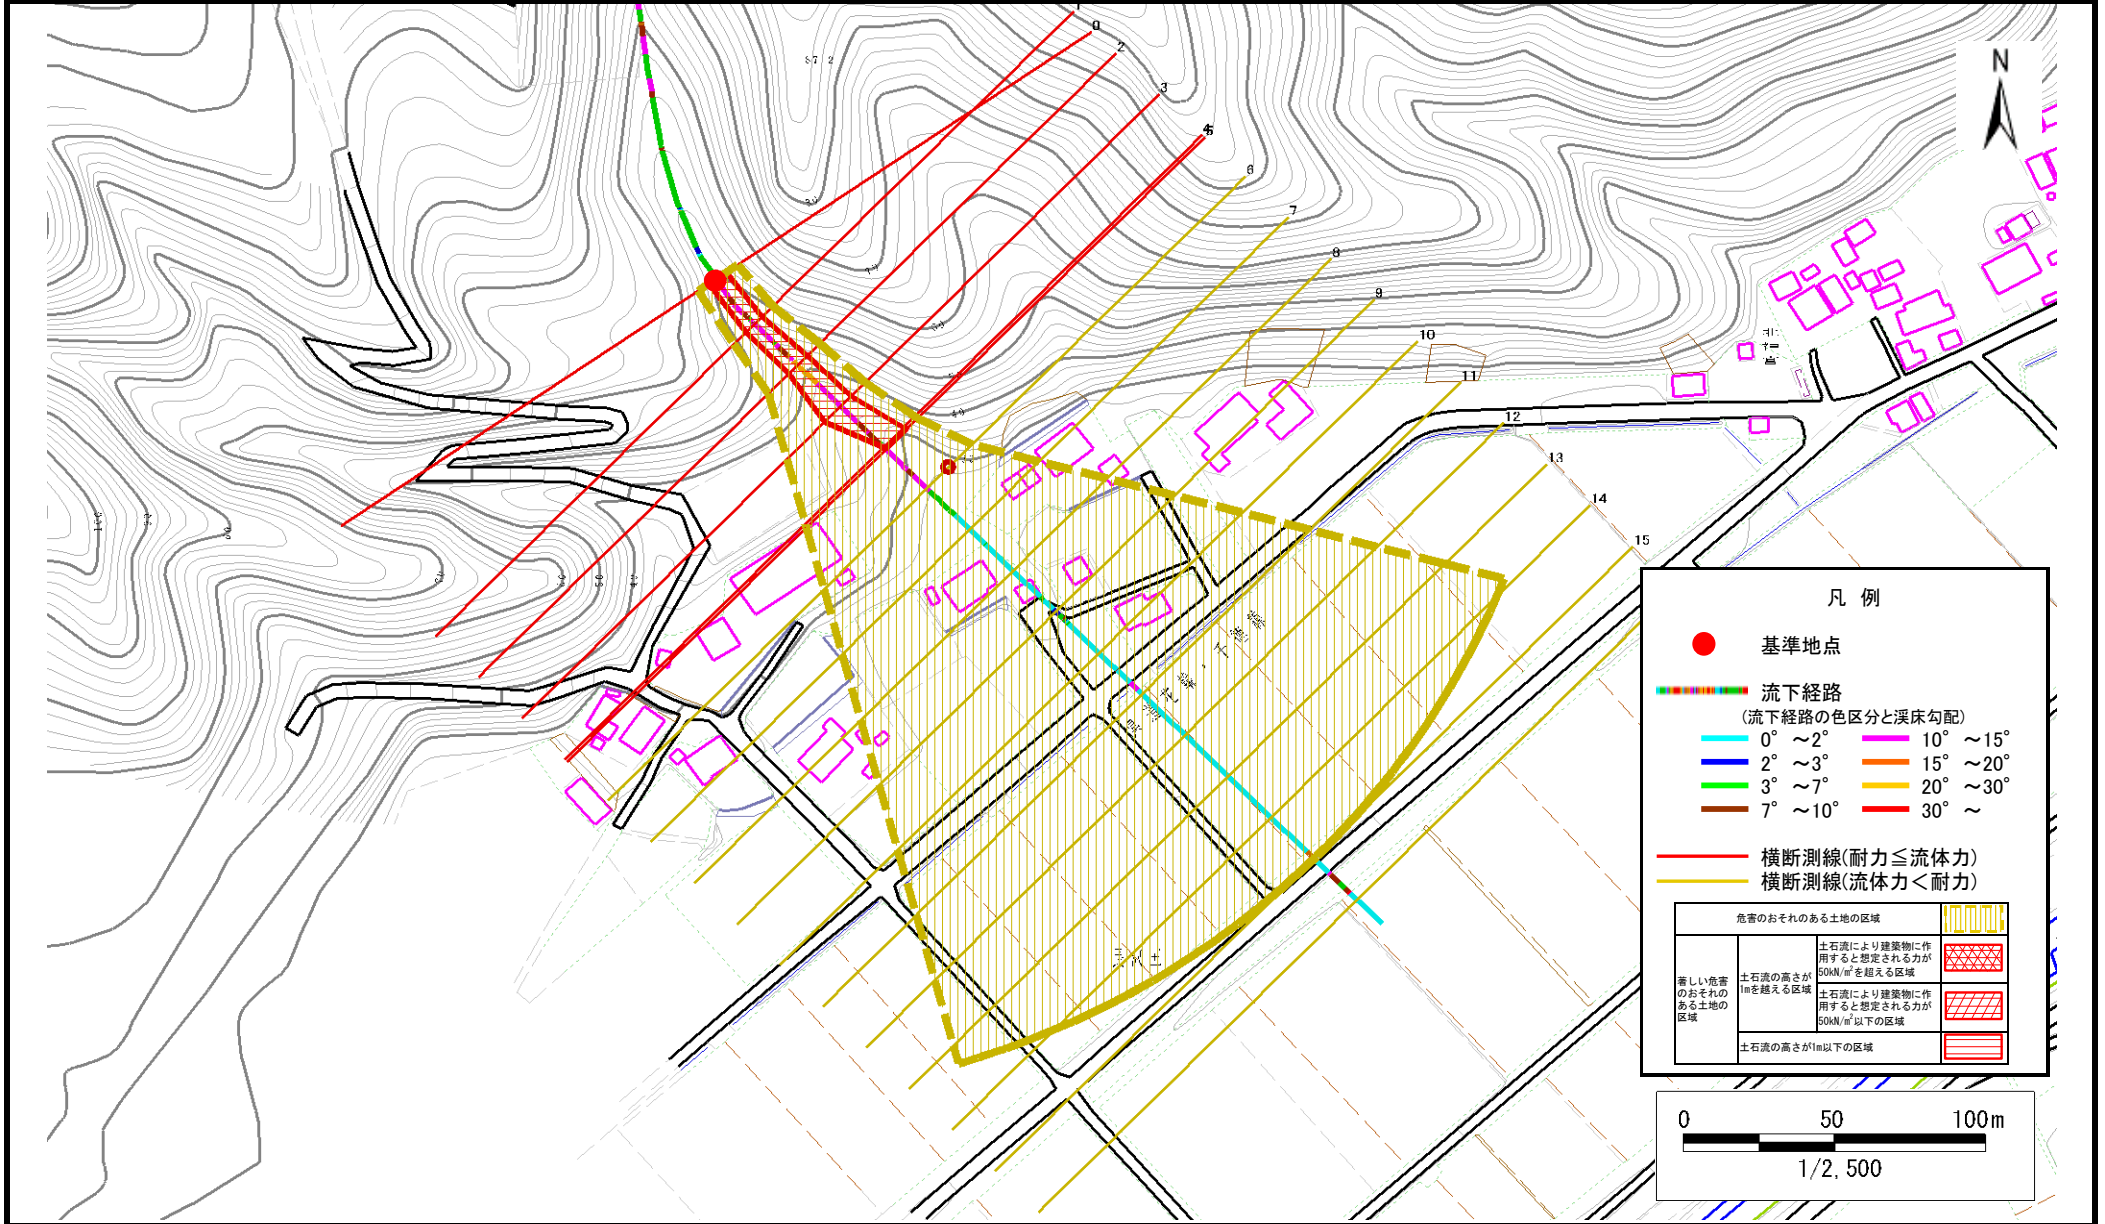 1
0
2
3
4
5
6
7
8
9
10
11
12
13
14
15
N
凡 例
基準地点
流下経路
(流下経路の色区分と渓床勾配)
0° ～2° 10° ～15°
2° ～3° 15° ～20°
3° ～7° 20° ～30°
7° ～10° 30° ～
横断測線(耐力≦流体力)
横断測線(流体力＜耐力)
危害のおそれのある土地の区域
著しい危害
のおそれの
ある土地の
区域
土石流の高さが
1mを越える区域
土石流により建築物に作
用すると想定される力が
50kN/㎡を超える区域
土石流により建築物に作
用すると想定される力が
50kN/㎡以下の区域
土石流の高さが1m以下の区域
0 50 100m
1/2,500